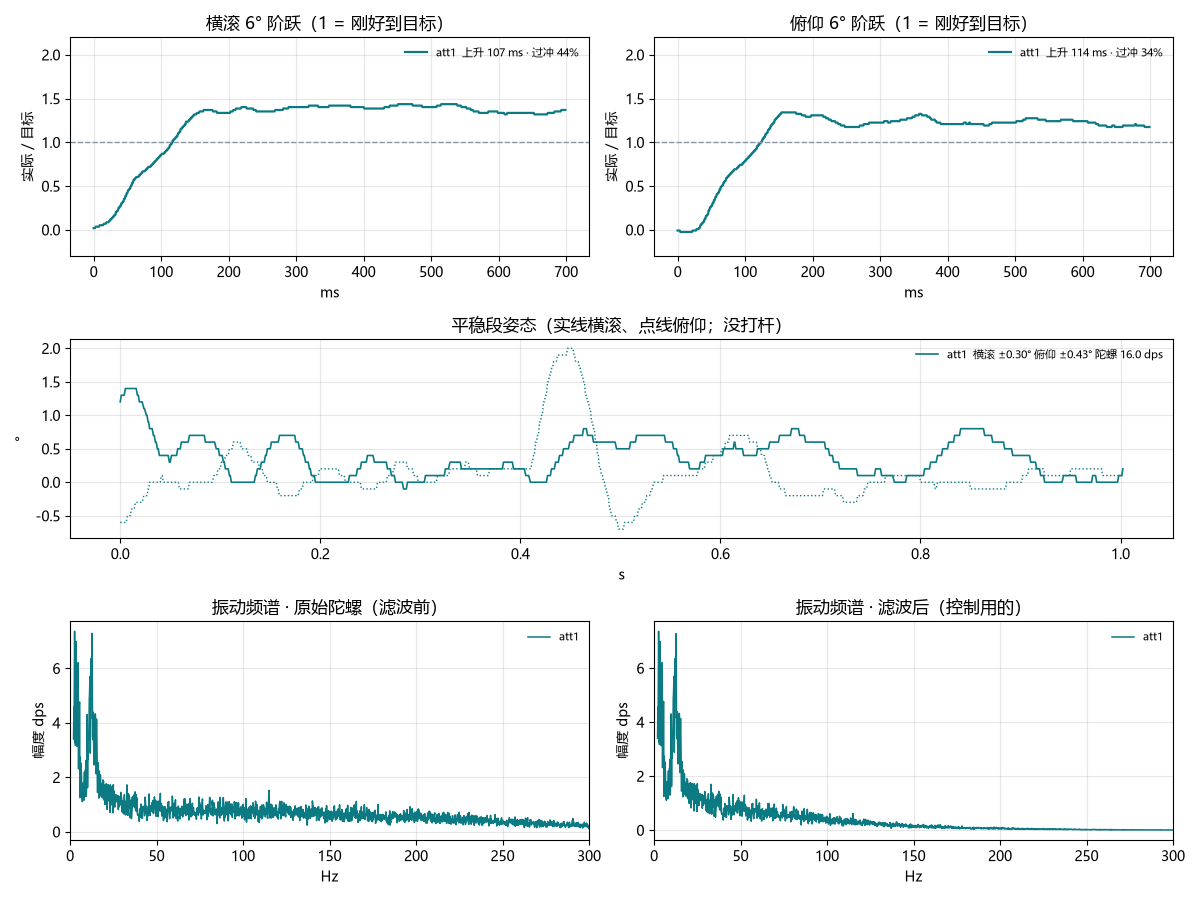 横滚 6° 阶跃（1 = 刚好到目标）
att1 上升 107 ms · 过冲 44%
实际 / 目标
2.0
1.5
1.0
0.5
0.0
0 100 200 300 400 500 600 700
ms
俯仰 6° 阶跃（1 = 刚好到目标）
att1 上升 114 ms · 过冲 34%
实际 / 目标
2.0
1.5
1.0
0.5
0.0
0 100 200 300 400 500 600 700
ms
平稳段姿态（实线横滚、点线俯仰；没打杆）
att1 横滚 ±0.30° 俯仰 ±0.43° 陀螺 16.0 dps
°
2.0
1.5
1.0
0.5
0.0
-0.5
0.0 0.2 0.4 0.6 0.8 1.0
s
振动频谱 · 原始陀螺（滤波前）
att1
幅度 dps
6
4
2
0
0 50 100 150 200 250 300
Hz
振动频谱 · 滤波后（控制用的）
att1
幅度 dps
6
4
2
0
0 50 100 150 200 250 300
Hz